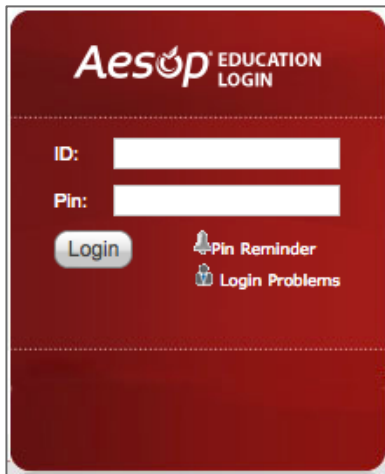 Aesop EDUCATION
LOGIN
ID:
Pin:
Login
Pin Reminder
Login Problems